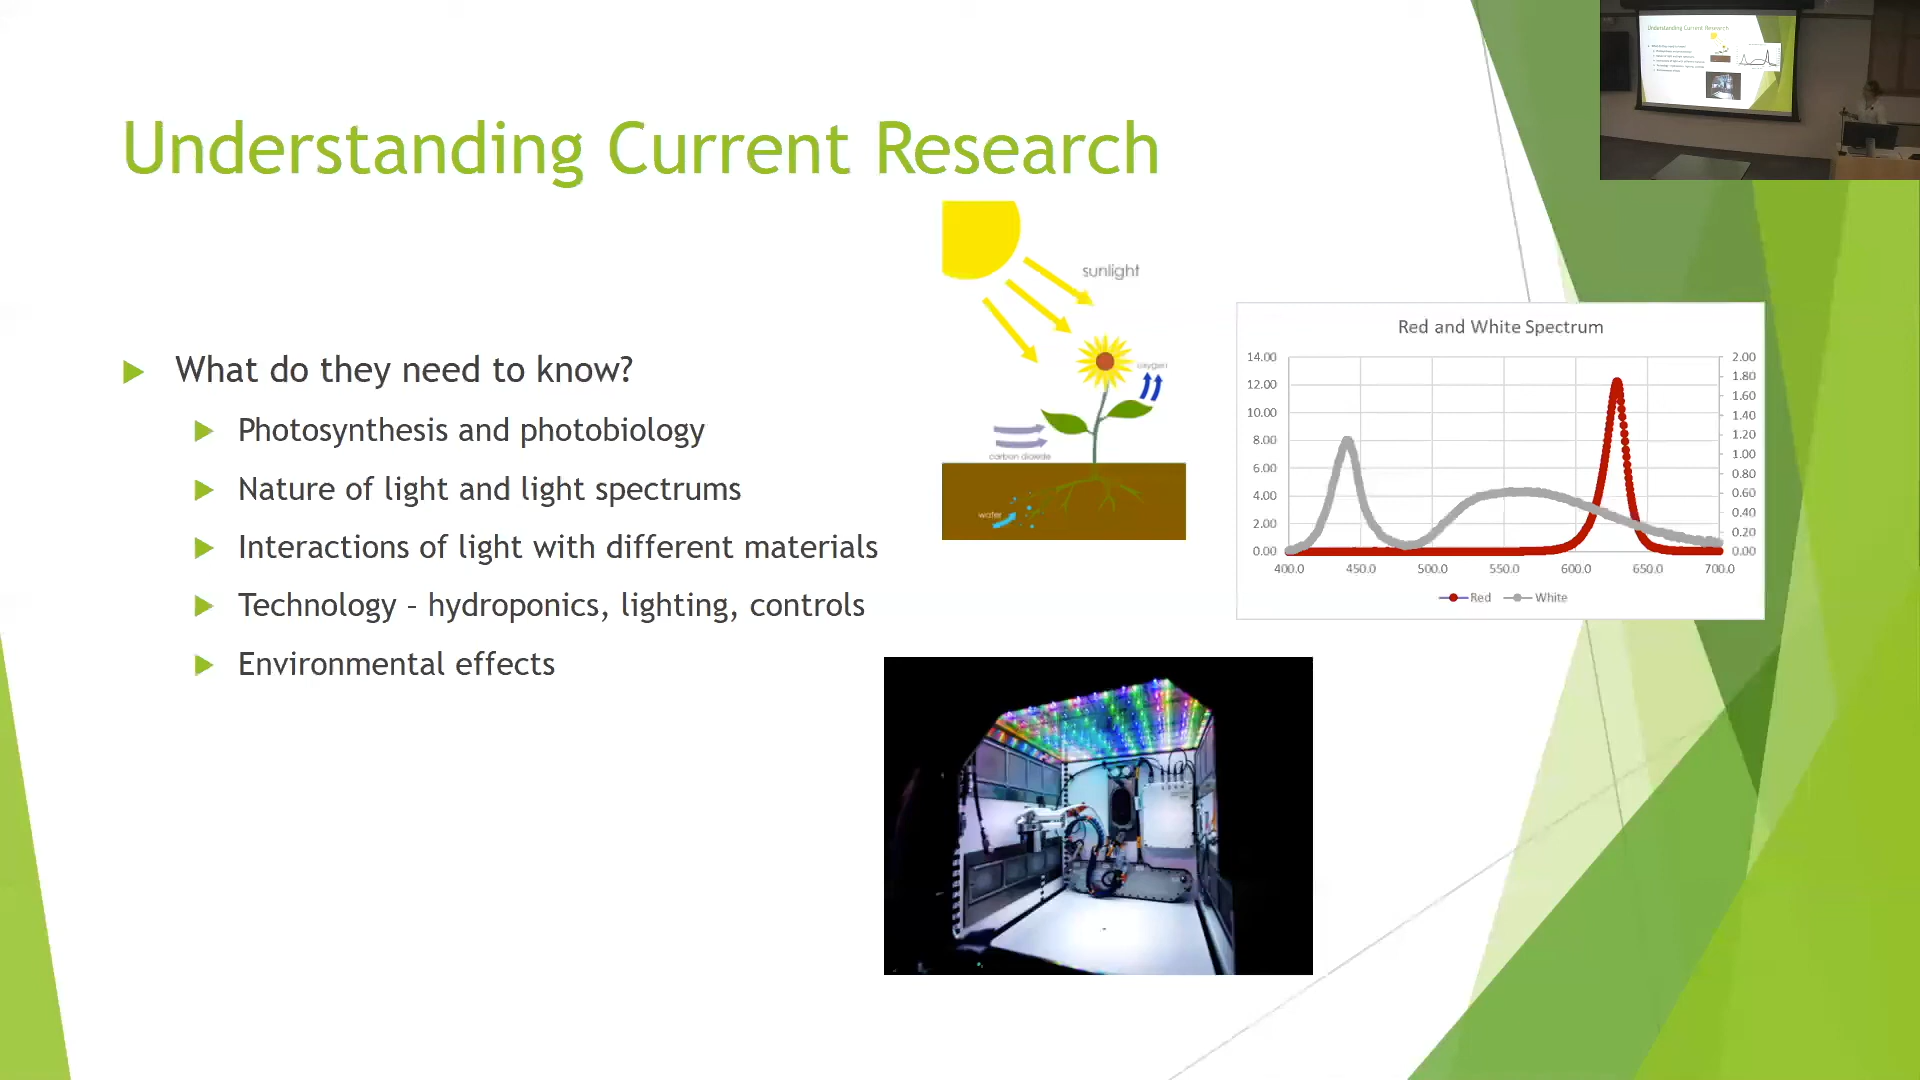 Understanding Current Research
What do they need to know?
Photosynthesis and photobiology
Nature of light and light spectrums
Interactions of light with different materials
Technology – hydroponics, lighting, controls
Environmental effects
sunlight
oxygen
carbon dioxide
water
Red and White Spectrum
14.00
12.00
10.00
8.00
6.00
4.00
2.00
0.00
2.00
1.80
1.60
1.40
1.20
1.00
0.80
0.60
0.40
0.20
0.00
400.0 450.0 500.0 550.0 600.0 650.0 700.0
Red White
Understanding Current Research